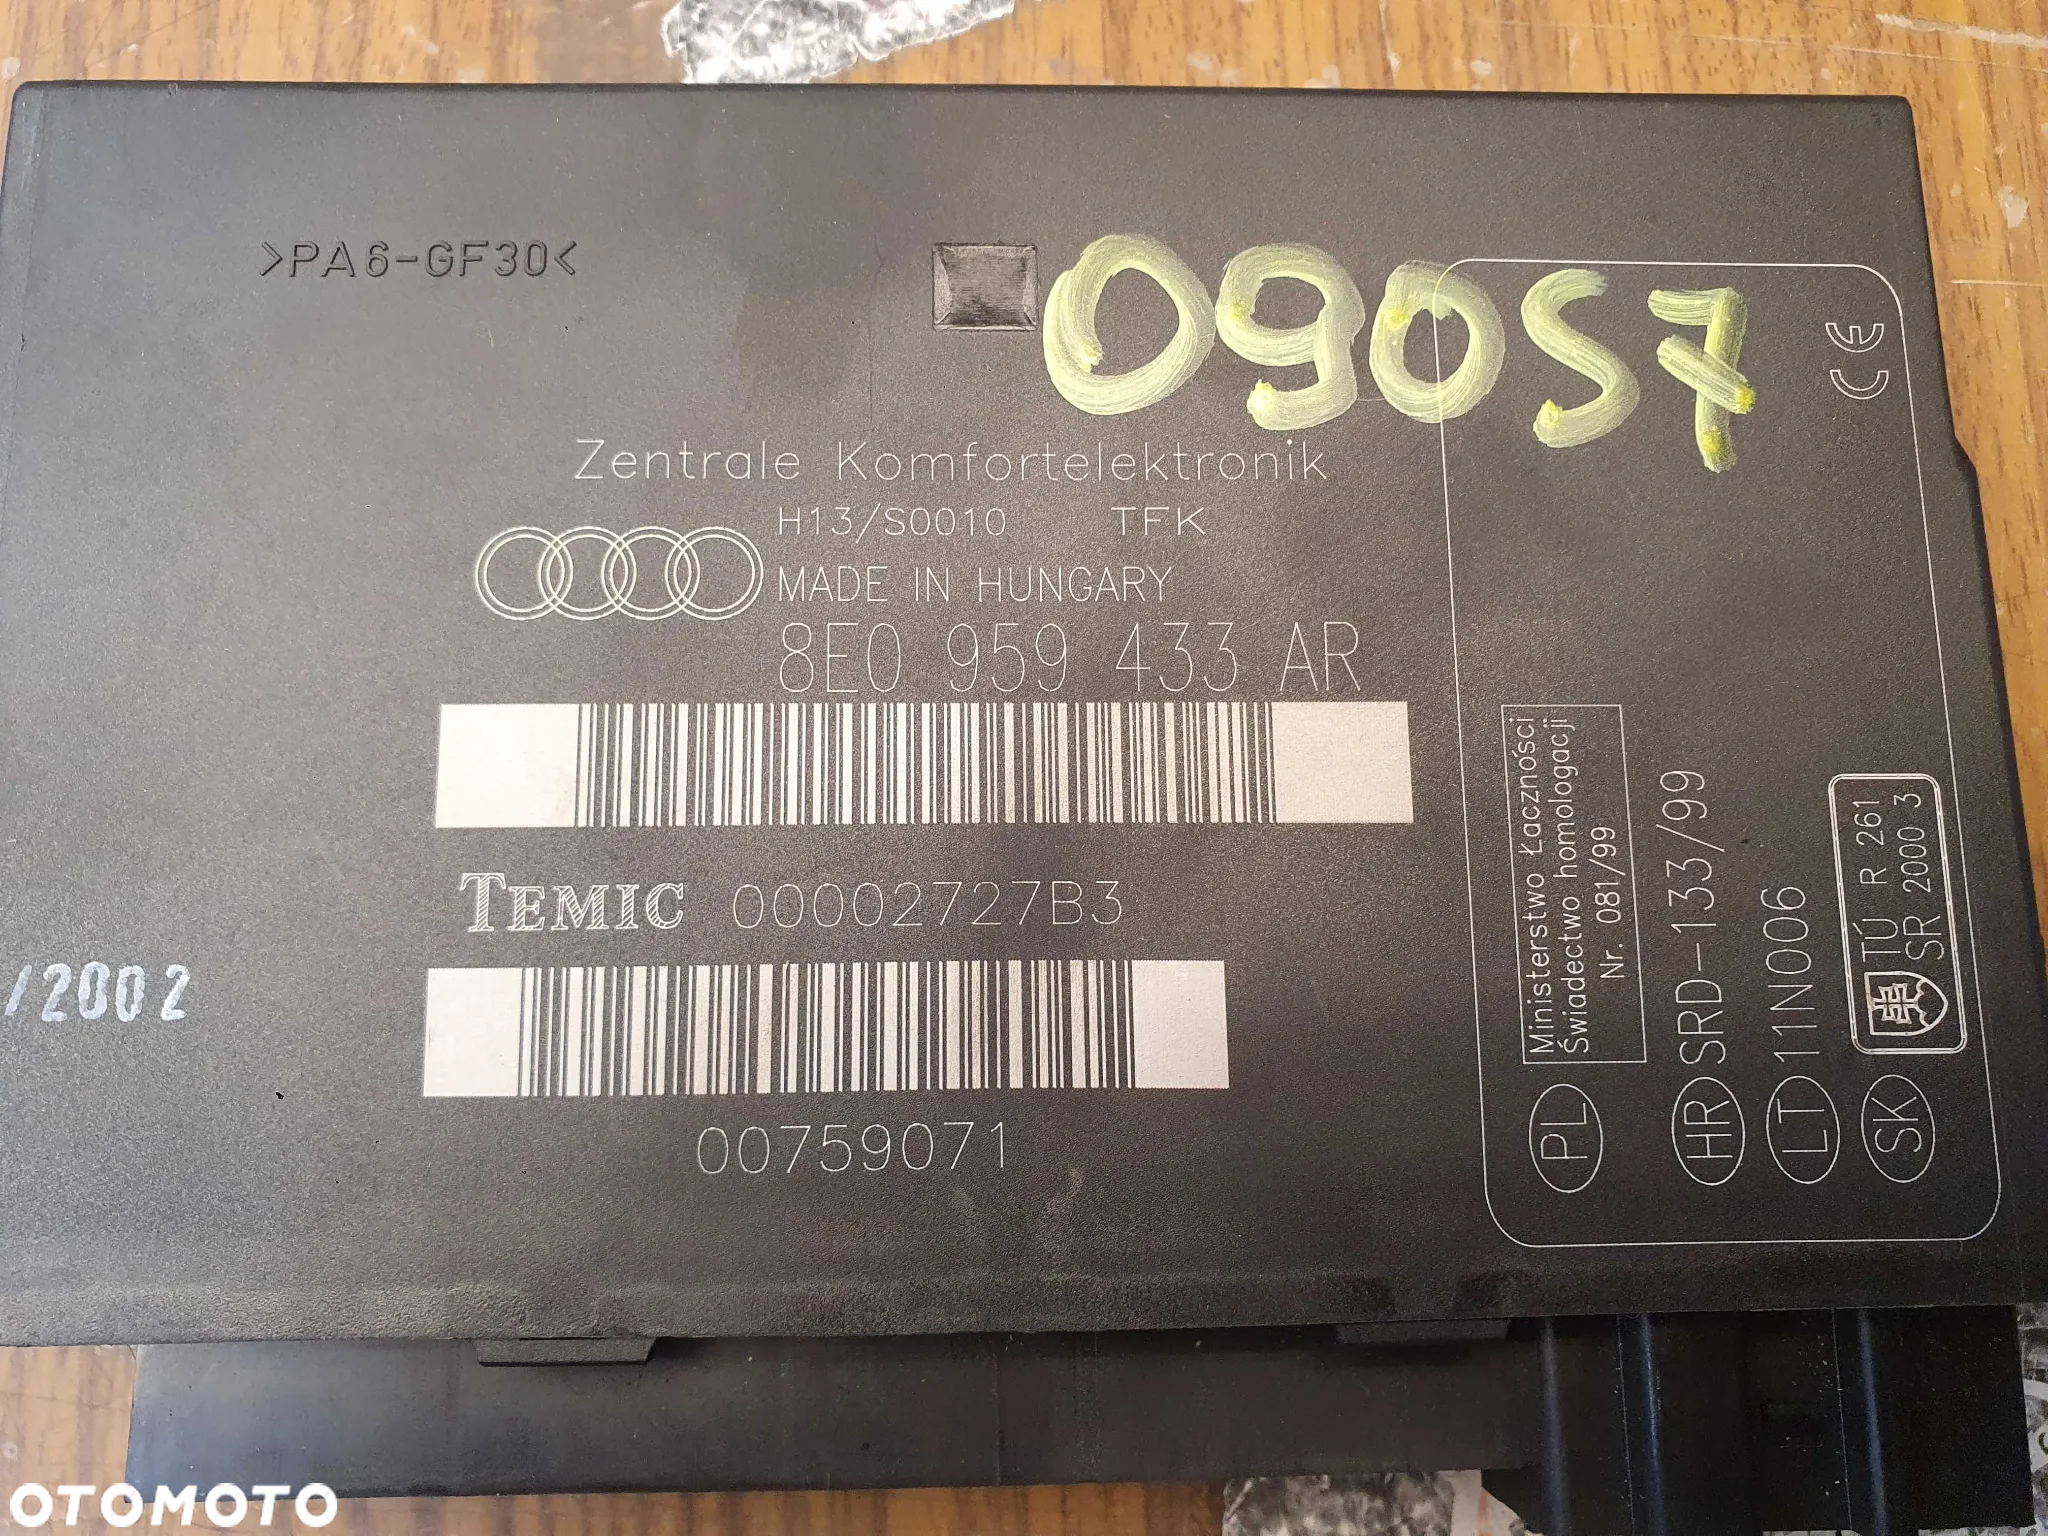 >PA6-GF30<
09057
Zentrale Komfortelektronik
H13/S0010 TFK
MADE IN HUNGARY
8E0 959 433 AR
TEMIC 00002727B3
/2002
00759071
CE
PL Ministerstwo Łączności
Świadectwo homologacji
Nr. 081/99
HR SRD-133/99
LT 11N006
SK TÚ R 261
SR 2000 3
OTOMOTO